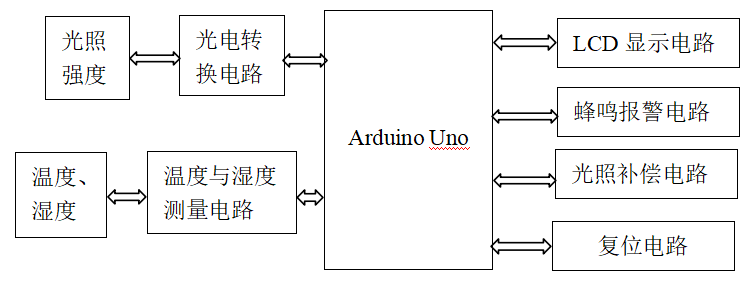 光照
强度
光电转
换电路
温度、
湿度
温度与湿度
测量电路
Arduino Uno
LCD 显示电路
蜂鸣报警电路
光照补偿电路
复位电路